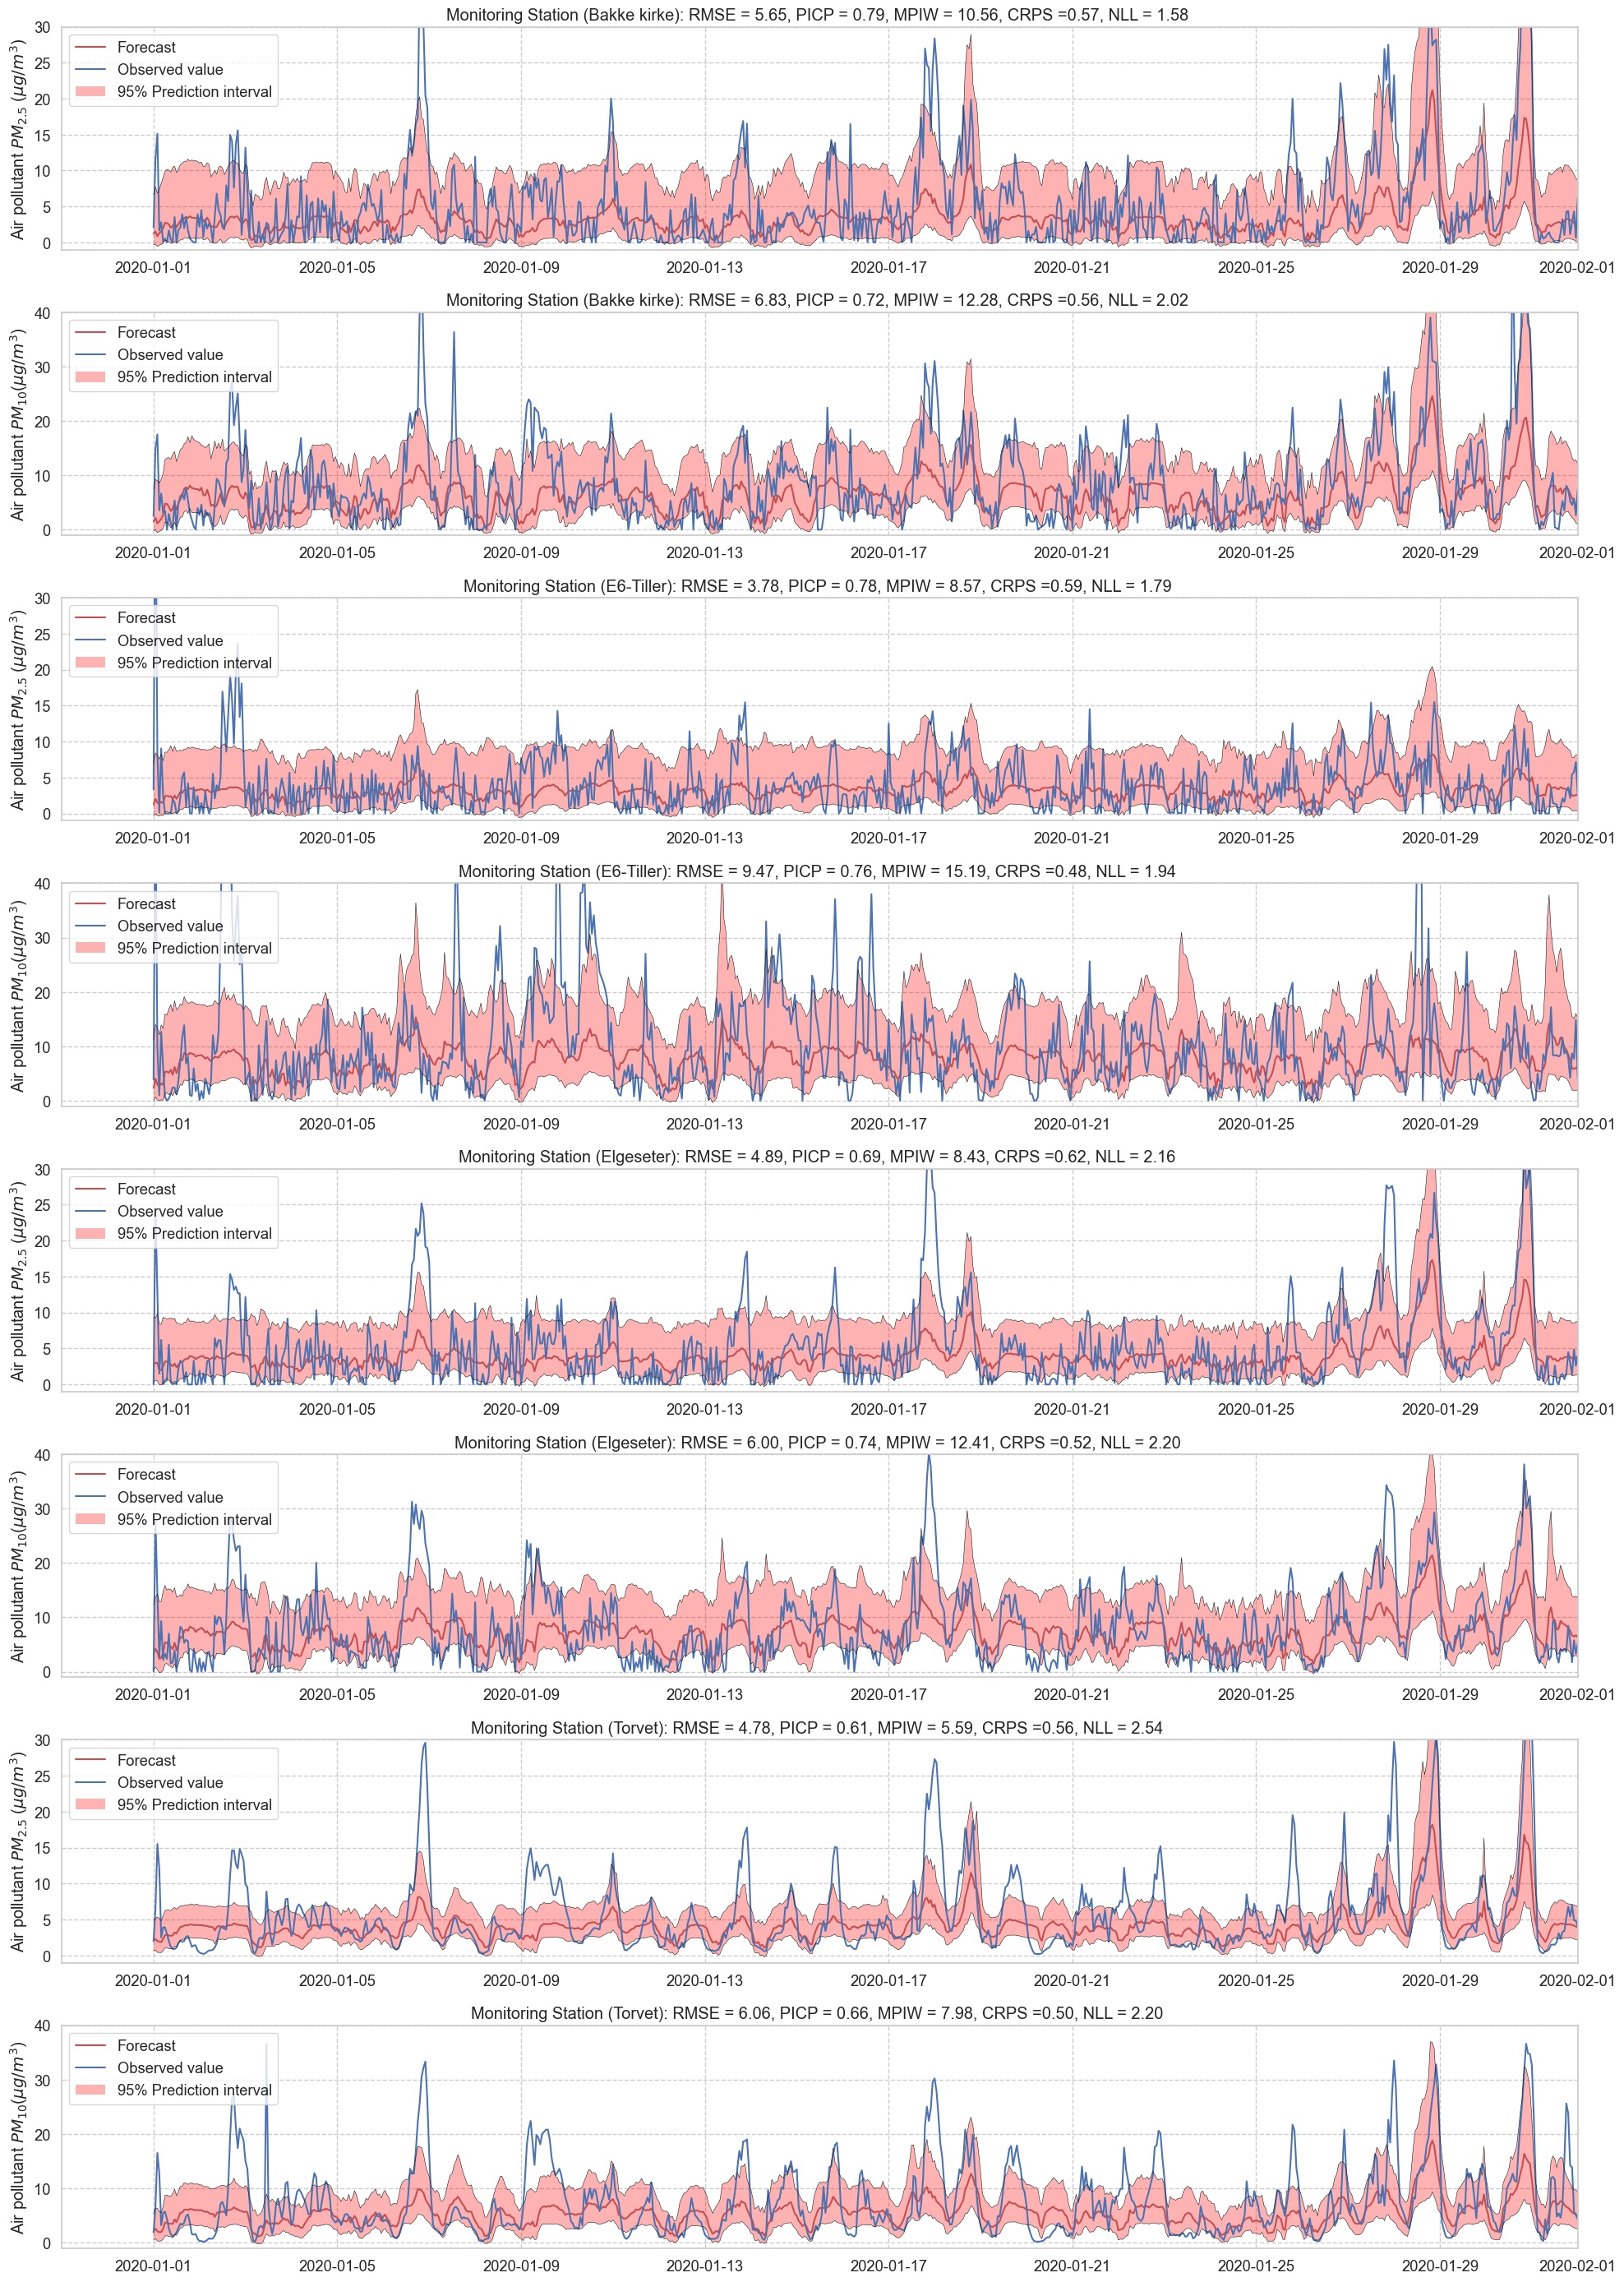 Monitoring Station (Bakke kirke): RMSE = 5.65, PICP = 0.79, MPIW = 10.56, CRPS =0.57, NLL = 1.58
Air pollutant PM2.5 (μg/m3)
30
25
20
15
10
5
0
Forecast
Observed value
95% Prediction interval
2020-01-01 2020-01-05 2020-01-09 2020-01-13 2020-01-17 2020-01-21 2020-01-25 2020-01-29 2020-02-01
Monitoring Station (Bakke kirke): RMSE = 6.83, PICP = 0.72, MPIW = 12.28, CRPS =0.56, NLL = 2.02
Air pollutant PM10(μg/m3)
40
30
20
10
0
Forecast
Observed value
95% Prediction interval
2020-01-01 2020-01-05 2020-01-09 2020-01-13 2020-01-17 2020-01-21 2020-01-25 2020-01-29 2020-02-01
Monitoring Station (E6-Tiller): RMSE = 3.78, PICP = 0.78, MPIW = 8.57, CRPS =0.59, NLL = 1.79
Air pollutant PM2.5 (μg/m3)
30
25
20
15
10
5
0
Forecast
Observed value
95% Prediction interval
2020-01-01 2020-01-05 2020-01-09 2020-01-13 2020-01-17 2020-01-21 2020-01-25 2020-01-29 2020-02-01
Monitoring Station (E6-Tiller): RMSE = 9.47, PICP = 0.76, MPIW = 15.19, CRPS =0.48, NLL = 1.94
Air pollutant PM10(μg/m3)
40
30
20
10
0
Forecast
Observed value
95% Prediction interval
2020-01-01 2020-01-05 2020-01-09 2020-01-13 2020-01-17 2020-01-21 2020-01-25 2020-01-29 2020-02-01
Monitoring Station (Elgeseter): RMSE = 4.89, PICP = 0.69, MPIW = 8.43, CRPS =0.62, NLL = 2.16
Air pollutant PM2.5 (μg/m3)
30
25
20
15
10
5
0
Forecast
Observed value
95% Prediction interval
2020-01-01 2020-01-05 2020-01-09 2020-01-13 2020-01-17 2020-01-21 2020-01-25 2020-01-29 2020-02-01
Monitoring Station (Elgeseter): RMSE = 6.00, PICP = 0.74, MPIW = 12.41, CRPS =0.52, NLL = 2.20
Air pollutant PM10(μg/m3)
40
30
20
10
0
Forecast
Observed value
95% Prediction interval
2020-01-01 2020-01-05 2020-01-09 2020-01-13 2020-01-17 2020-01-21 2020-01-25 2020-01-29 2020-02-01
Monitoring Station (Torvet): RMSE = 4.78, PICP = 0.61, MPIW = 5.59, CRPS =0.56, NLL = 2.54
Air pollutant PM2.5 (μg/m3)
30
25
20
15
10
5
0
Forecast
Observed value
95% Prediction interval
2020-01-01 2020-01-05 2020-01-09 2020-01-13 2020-01-17 2020-01-21 2020-01-25 2020-01-29 2020-02-01
Monitoring Station (Torvet): RMSE = 6.06, PICP = 0.66, MPIW = 7.98, CRPS =0.50, NLL = 2.20
Air pollutant PM10(μg/m3)
40
30
20
10
0
Forecast
Observed value
95% Prediction interval
2020-01-01 2020-01-05 2020-01-09 2020-01-13 2020-01-17 2020-01-21 2020-01-25 2020-01-29 2020-02-01